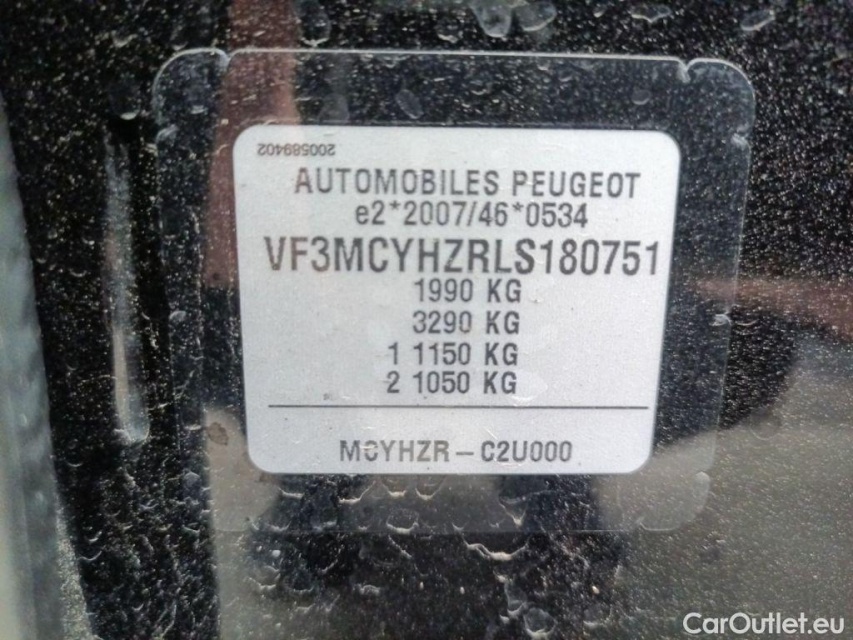 200589402
AUTOMOBILES PEUGEOT
e2*2007/46*0534
VF3MCYHZRLS180751
1990 KG
3290 KG
1 1150 KG
2 1050 KG
MCYHZR – C2U000
CarOutlet.eu